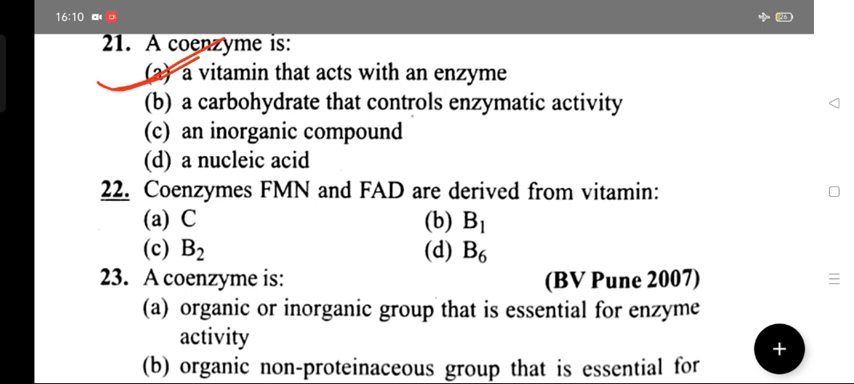 16:10
21. A coenzyme is:
(a) a vitamin that acts with an enzyme
(b) a carbohydrate that controls enzymatic activity
(c) an inorganic compound
(d) a nucleic acid
22. Coenzymes FMN and FAD are derived from vitamin:
(a) C (b) B₁
(c) B₂ (d) B₆
23. A coenzyme is: (BV Pune 2007)
(a) organic or inorganic group that is essential for enzyme
activity
(b) organic non-proteinaceous group that is essential for